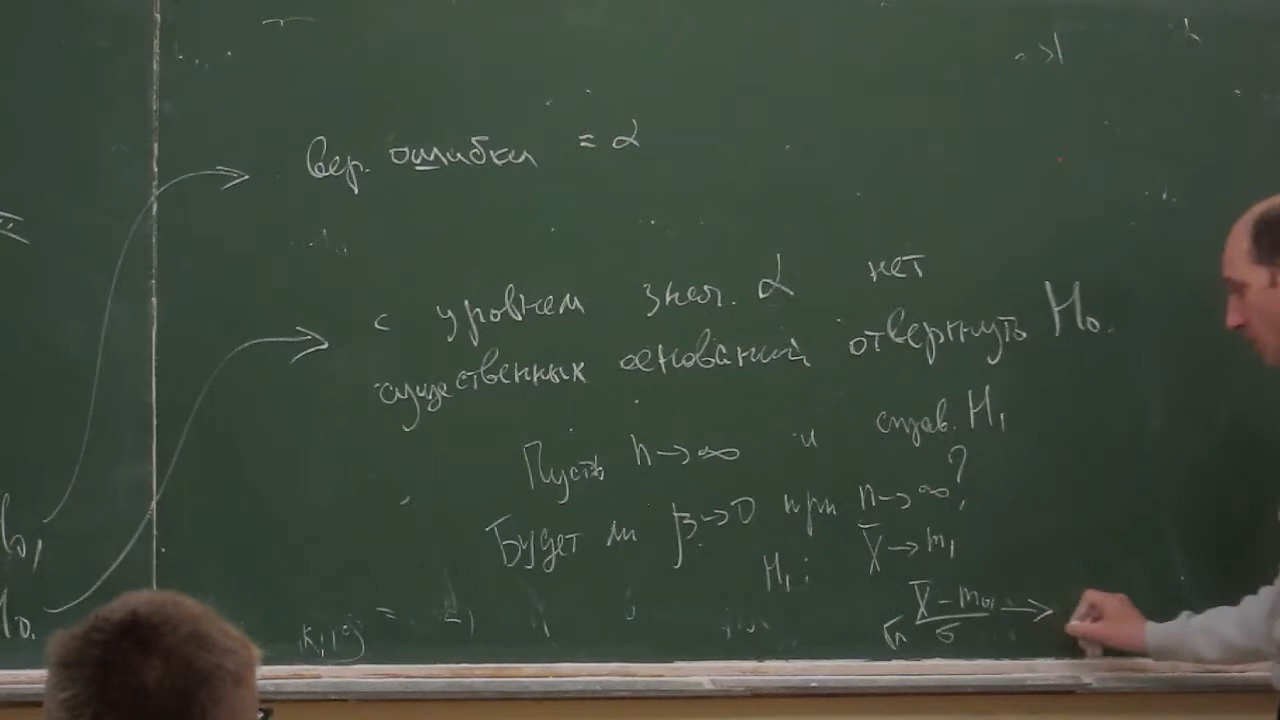 вер. ошибки = α
с уровнем знач. α нет
существенных оснований отвергнуть H₀.
Пусть n→∞ и справ. H₁
Будет ли β→0 при n→∞?
H₁: X̄→m₁
√n (X̄-m₀)/σ →